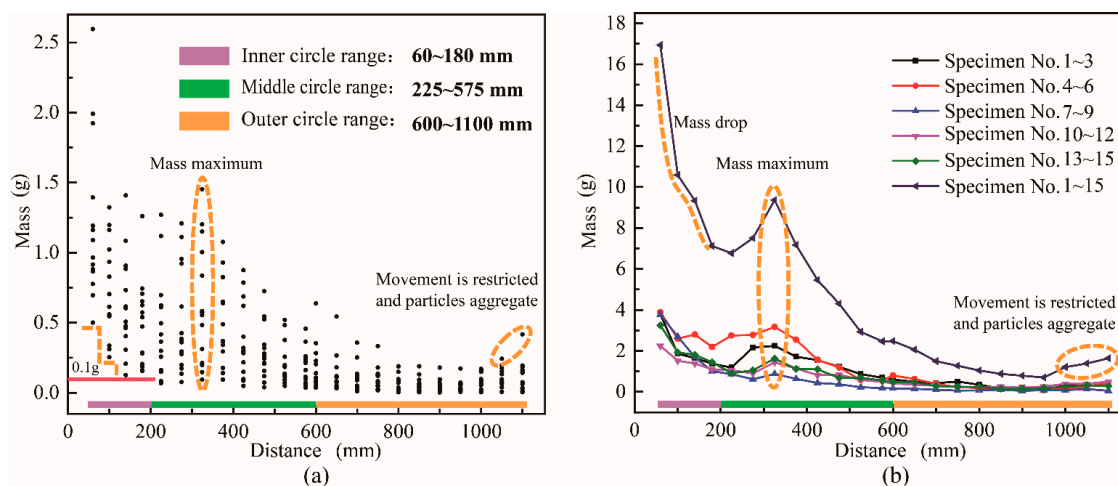 2.5
2.0
1.5
1.0
0.5
0.0
Mass (g)
Inner circle range： 60~180 mm
Middle circle range： 225~575 mm
Outer circle range： 600~1100 mm
Mass maximum
Movement is restricted
and particles aggregate
0.1g
0 200 400 600 800 1000
Distance (mm)
(a)
18
16
14
12
10
8
6
4
2
0
Mass (g)
Specimen No. 1~3
Specimen No. 4~6
Specimen No. 7~9
Specimen No. 10~12
Specimen No. 13~15
Specimen No. 1~15
Mass drop
Mass maximum
Movement is restricted
and particles aggregate
0 200 400 600 800 1000
Distance (mm)
(b)